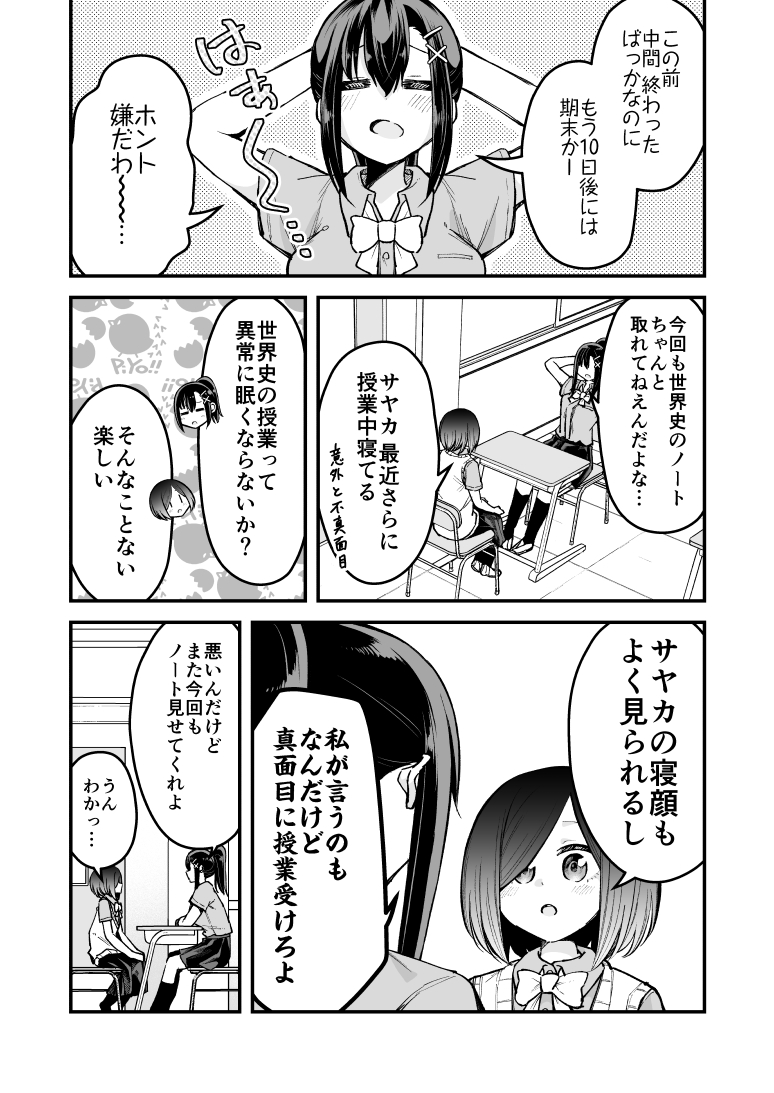 この前
中間 終わった
ばっかなのに
もう10日後には
期末かー
はぁ〜〜…
ホント
嫌だわ
〜〜〜…
今回も世界史のノート
ちゃんと
取れてねえんだよな…
サヤカ 最近さらに
授業中寝てる
意外と不真面目
世界史の授業って
異常に眠くならないか？
そんなことない
楽しい
PiYo!!
サヤカの寝顔も
よく見られるし
私が言うのも
なんだけど
真面目に授業受けろよ
悪いんだけど
また今回も
ノート見せてくれよ
うん
わかっ…